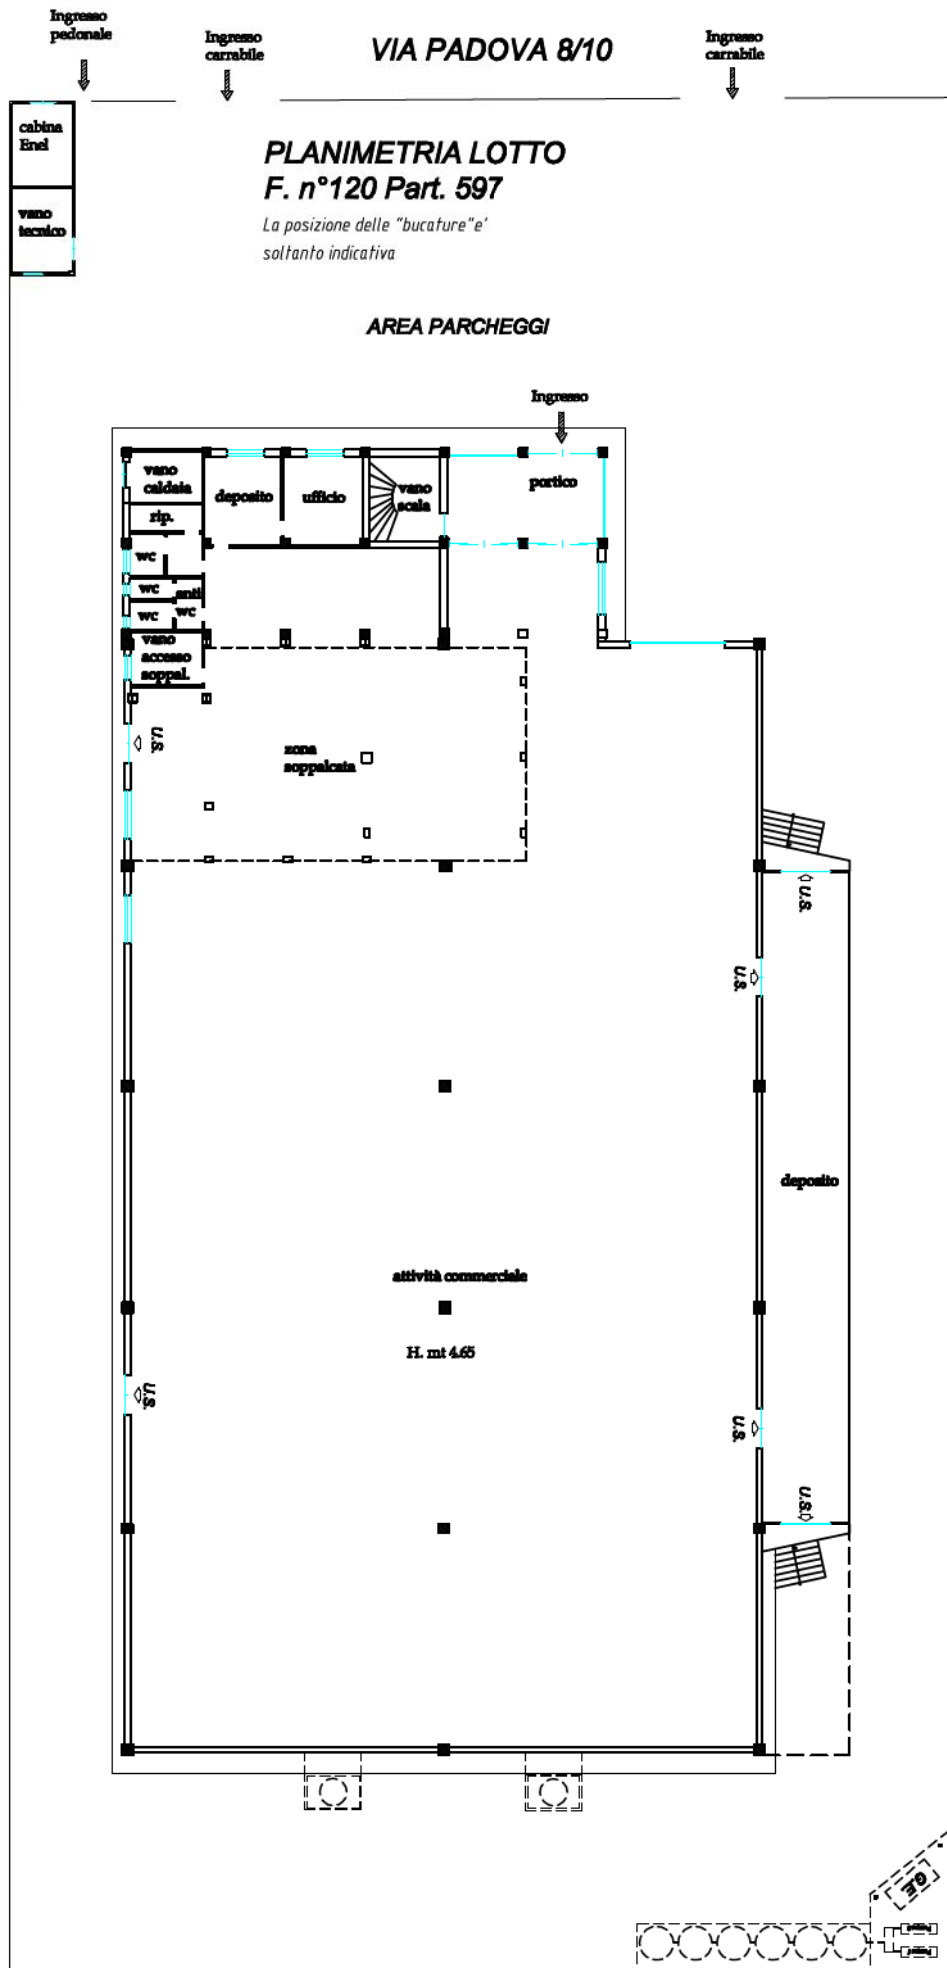 Ingresso
pedonale
Ingresso
carrabile
VIA PADOVA 8/10
Ingresso
carrabile
cabina
Enel
vano
tecnico
PLANIMETRIA LOTTO
F. n°120 Part. 597
La posizione delle "bucature"e'
soltanto indicativa
AREA PARCHEGGI
Ingresso
vano
caldaia
rip.
deposito
ufficio
vano
scala
portico
wc
wc
anti
wc
wc
vano
accesso
soppal.
U.S.
zona
soppalcata
U.S.
U.S.
deposito
attività commerciale
H. mt 4.65
U.S.
U.S.
U.S.
G.E.